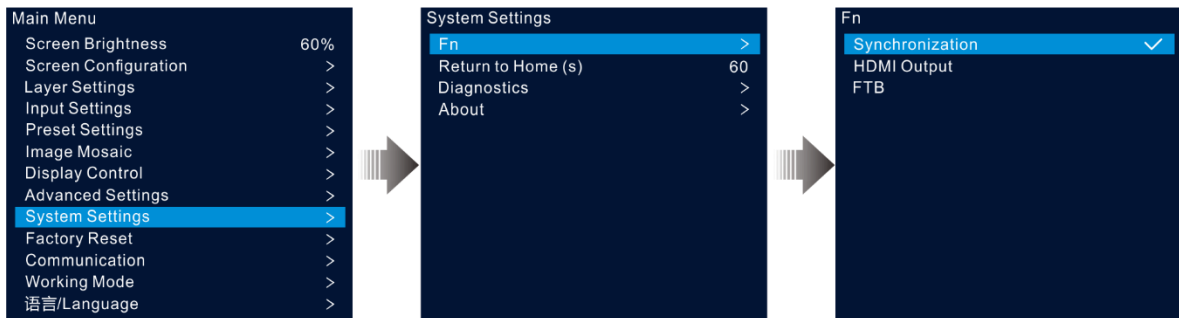 Main Menu
Screen Brightness 60%
Screen Configuration >
Layer Settings >
Input Settings >
Preset Settings >
Image Mosaic >
Display Control >
Advanced Settings >
System Settings >
Factory Reset >
Communication >
Working Mode >
语言/Language >
System Settings
Fn >
Return to Home (s) 60
Diagnostics >
About >
Fn
Synchronization ✓
HDMI Output
FTB